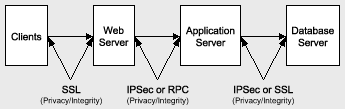 Clients
Web
Server
Application
Server
Database
Server
SSL
(Privacy/Integrity)
IPSec or RPC
(Privacy/Integrity)
IPSec or SSL
(Privacy/Integrity)